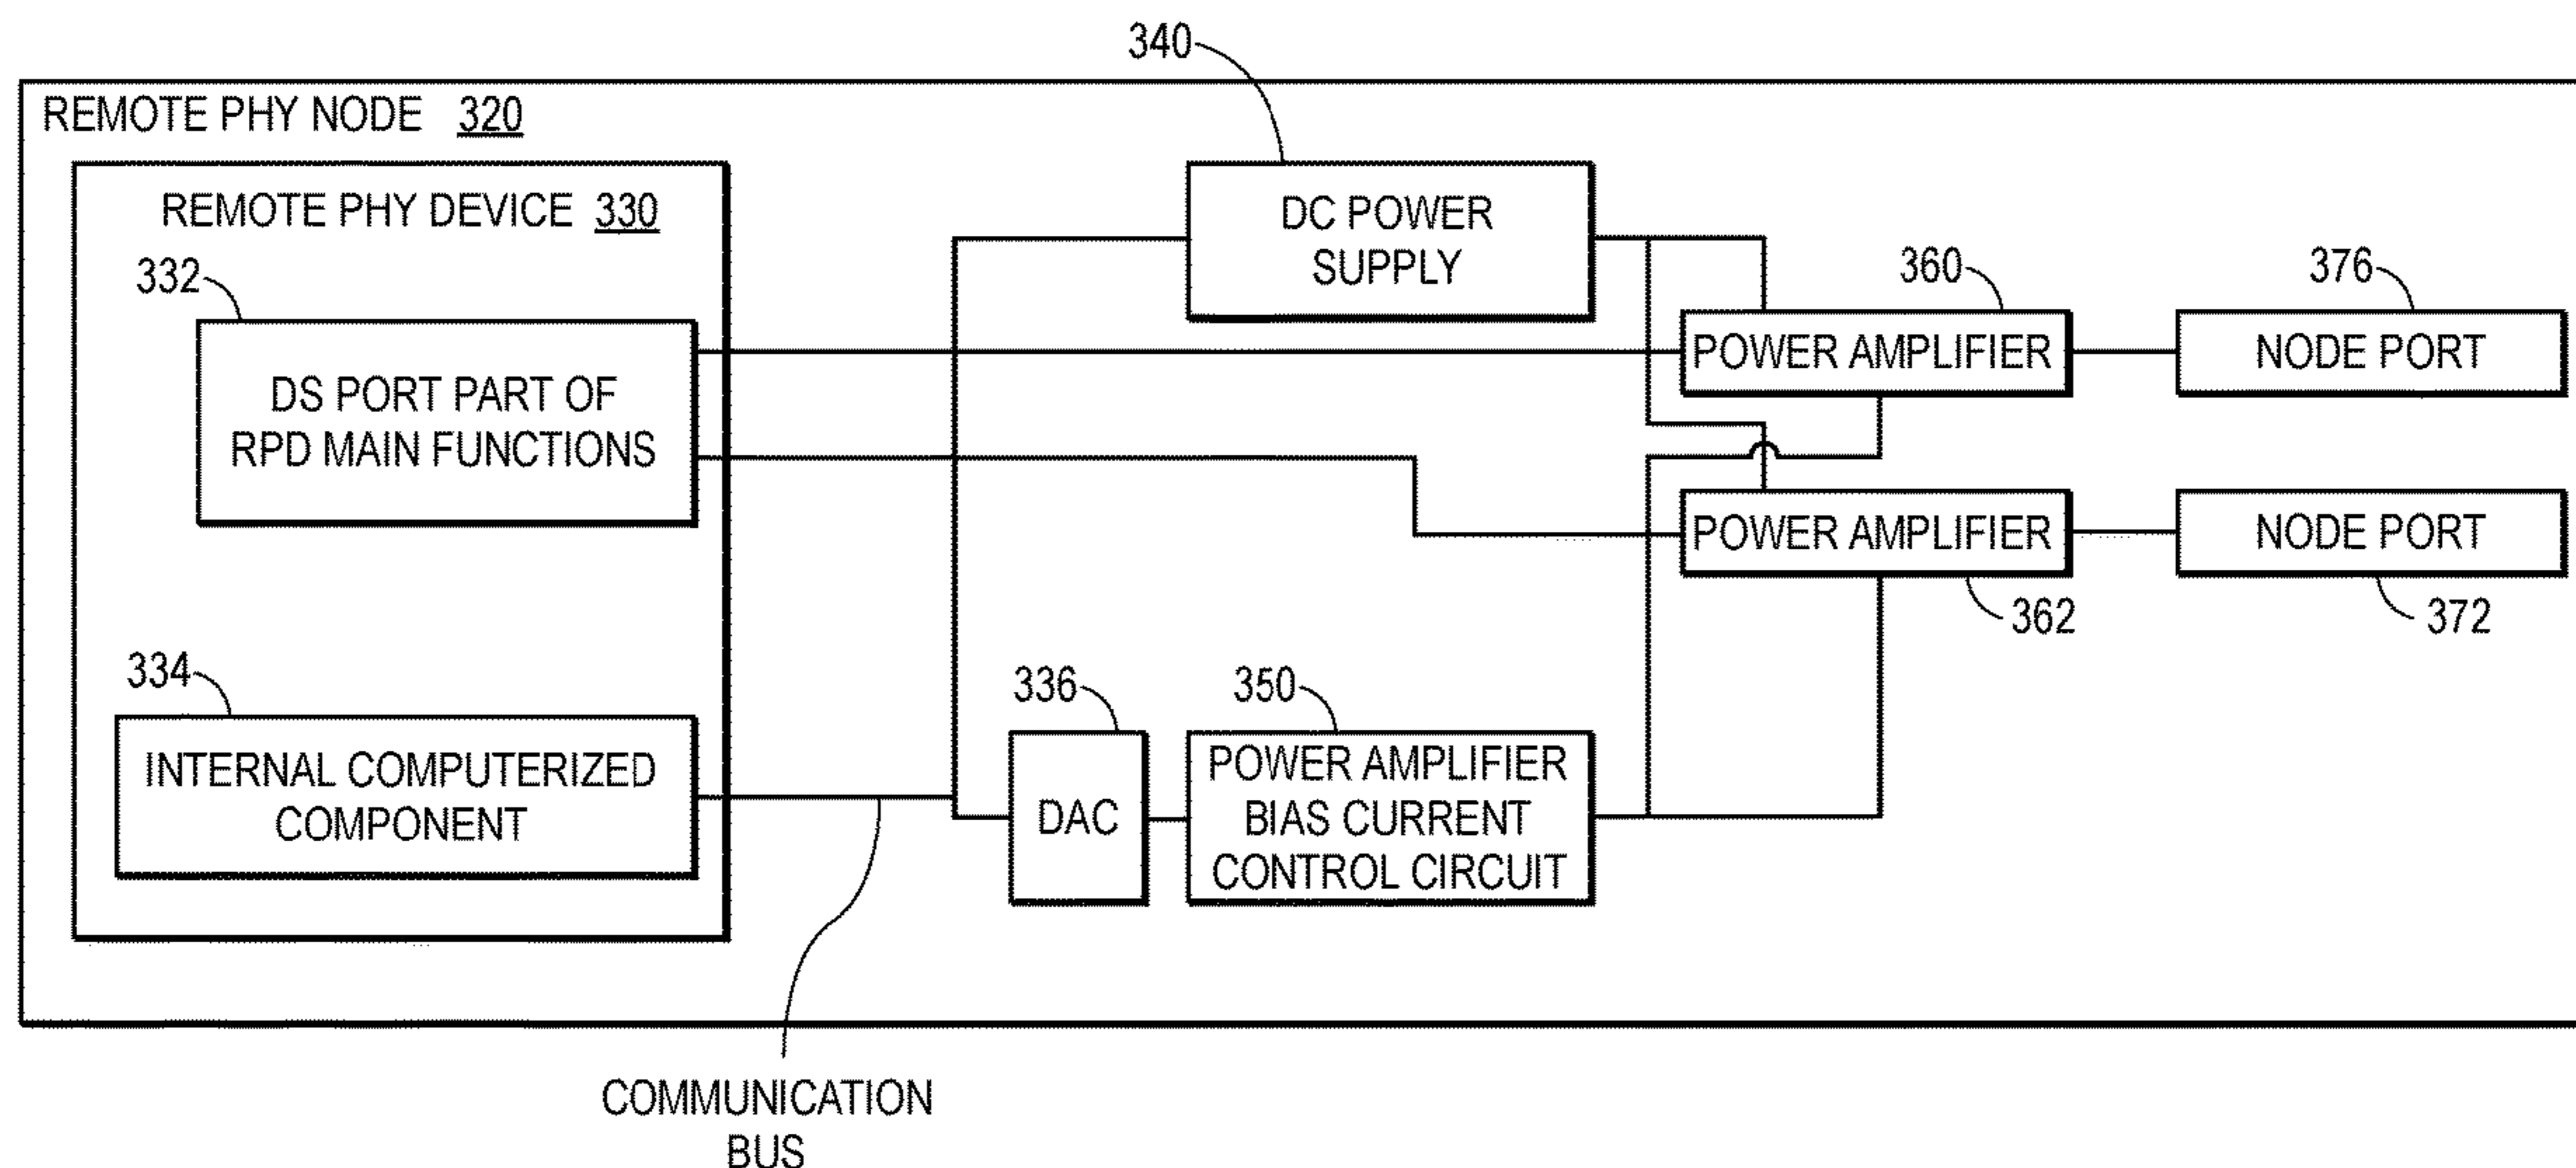 340
REMOTE PHY NODE 320
REMOTE PHY DEVICE 330
DC POWER
SUPPLY
332
360
376
POWER AMPLIFIER
NODE PORT
DS PORT PART OF
RPD MAIN FUNCTIONS
POWER AMPLIFIER
NODE PORT
362
372
334
336
350
INTERNAL COMPUTERIZED
COMPONENT
DAC
POWER AMPLIFIER
BIAS CURRENT
CONTROL CIRCUIT
COMMUNICATION
BUS